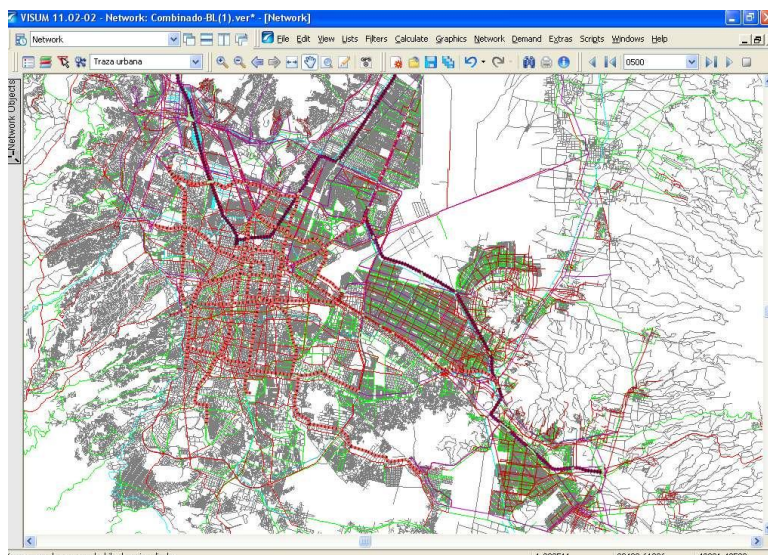 VISUM 11.02-02 - Network: Combinado-BL(1).ver* - [Network]
Network File Edit View Lists Filters Calculate Graphics Network Demand Extras Scripts Windows Help
Traza urbana 0500
Network Objects